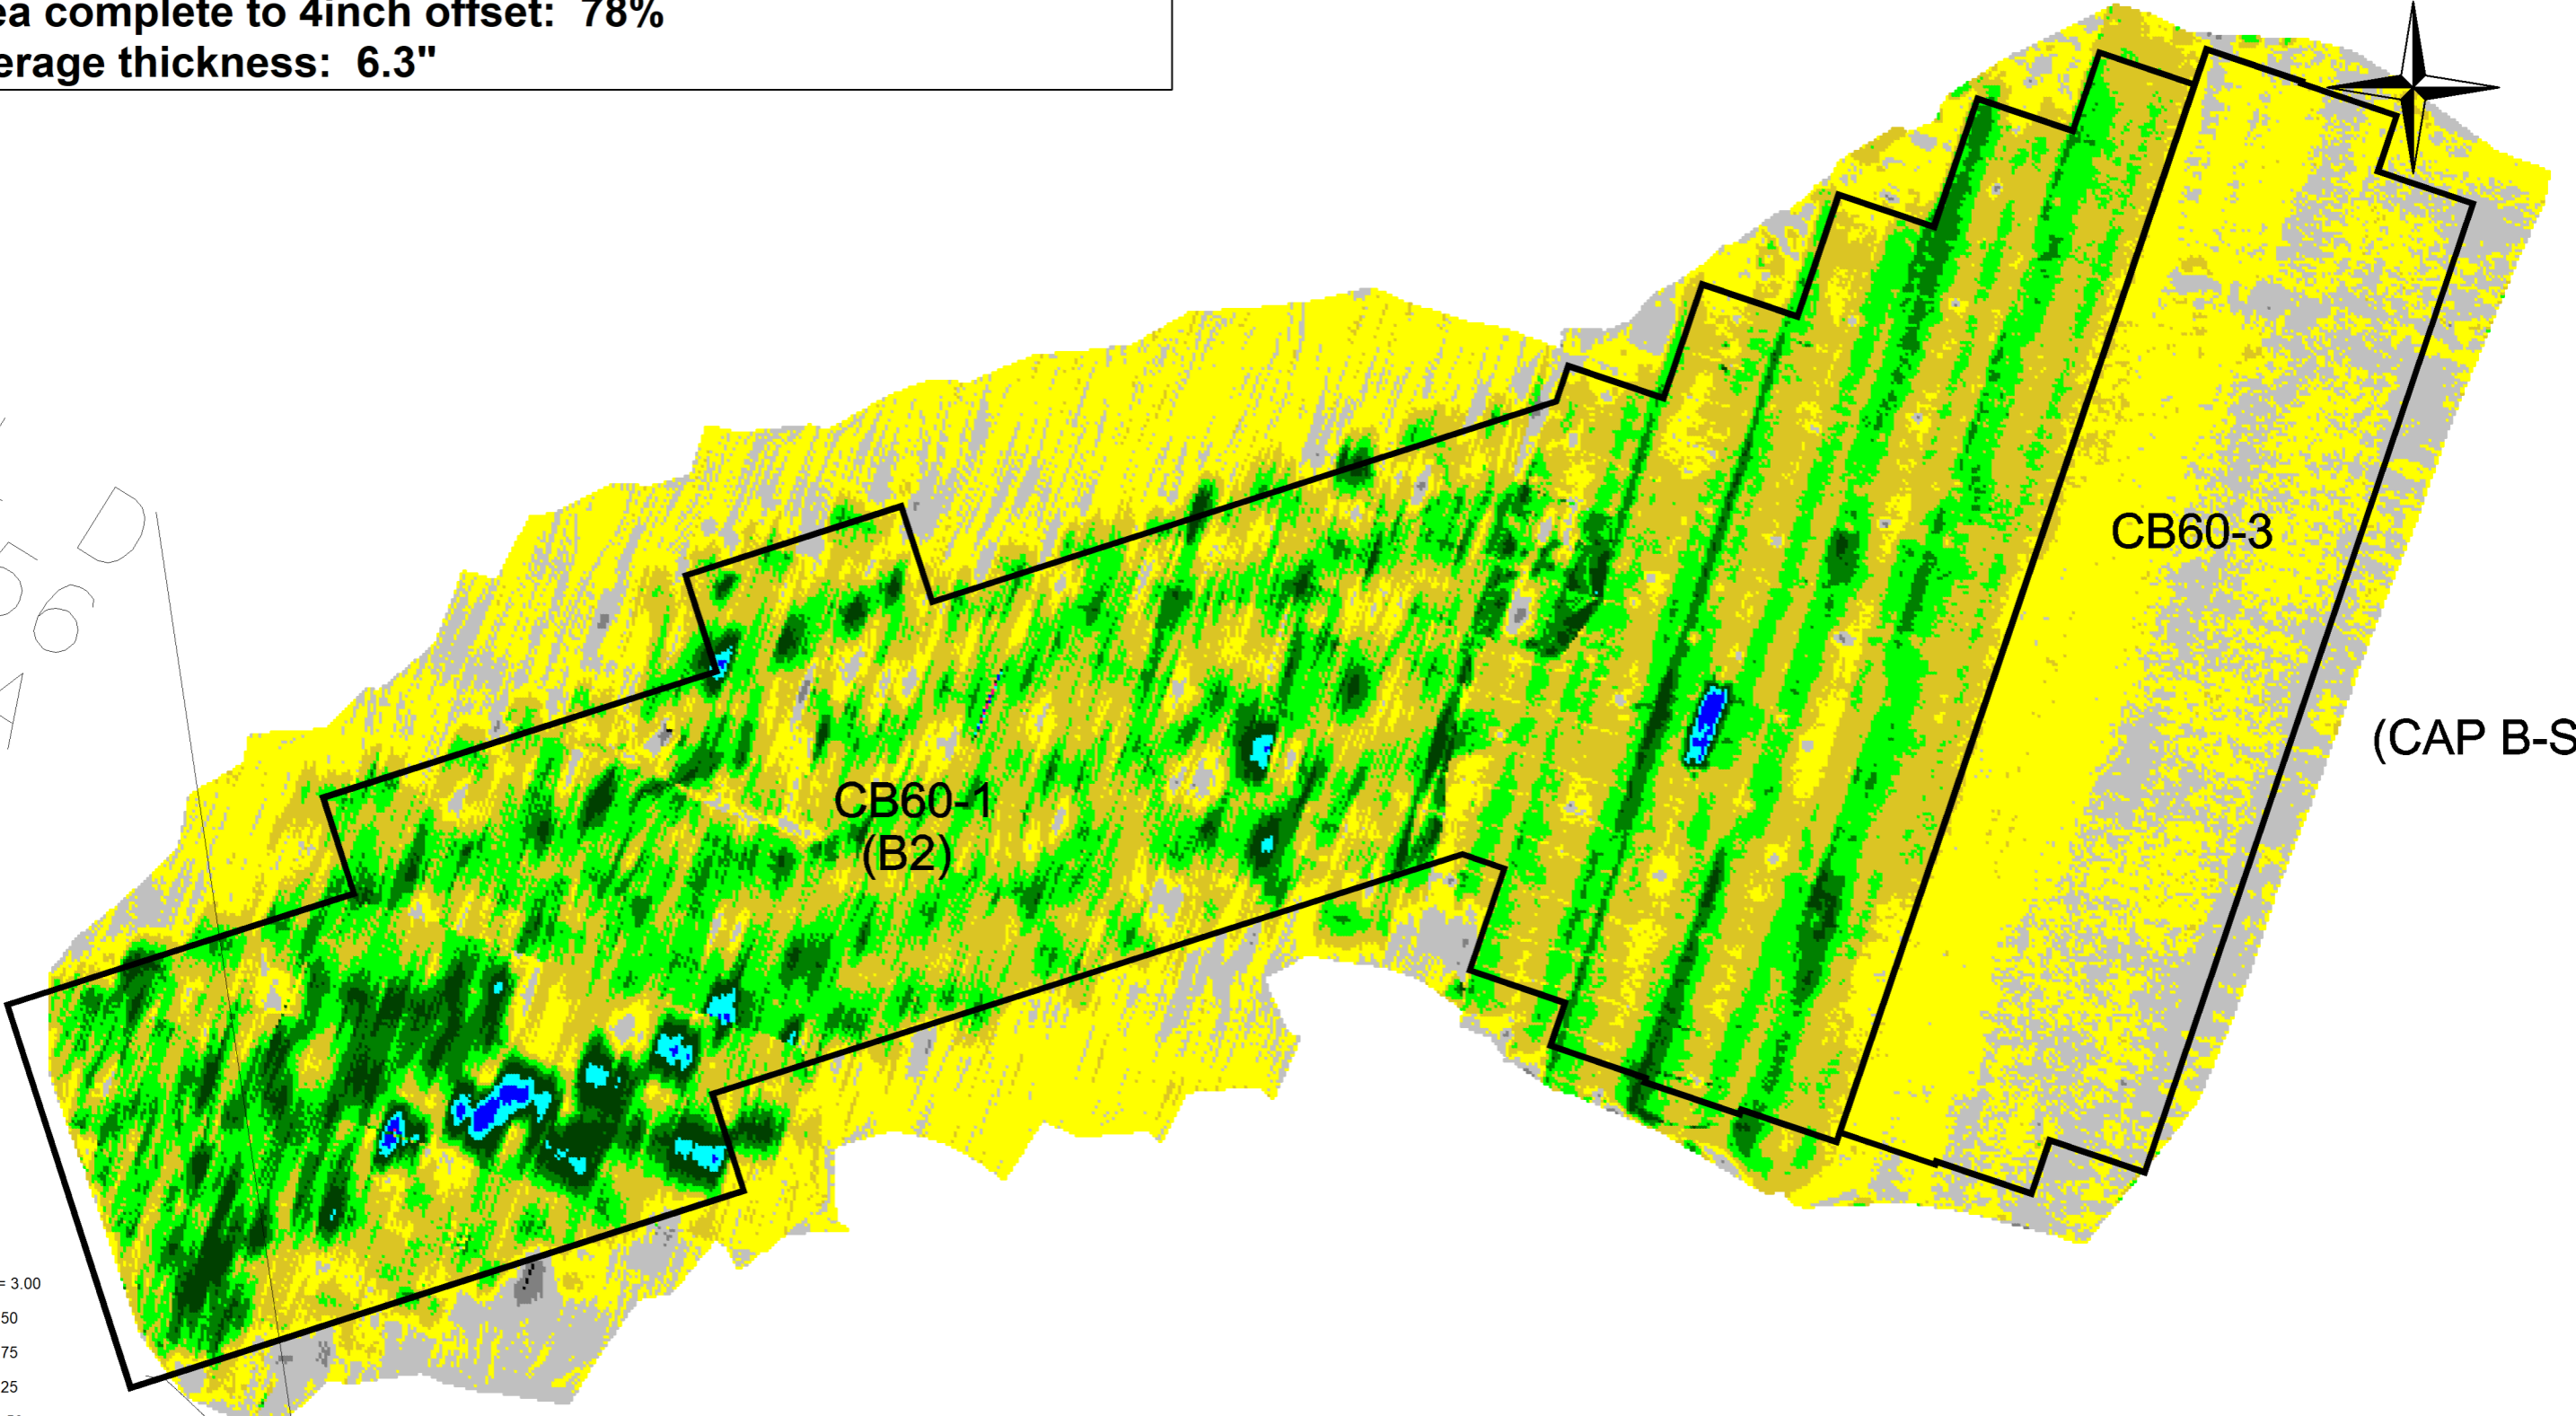 ea complete to 4inch offset: 78%
erage thickness: 6.3"
CB60-3
(CAP B-S
CB60-1
(B2)
= 3.00
50
75
25